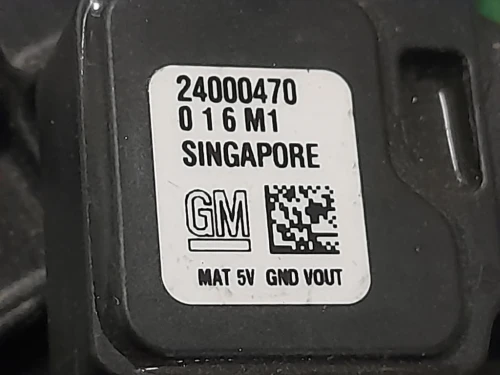 24000470
0 1 6 M1
SINGAPORE
GM
MAT 5V GND VOUT